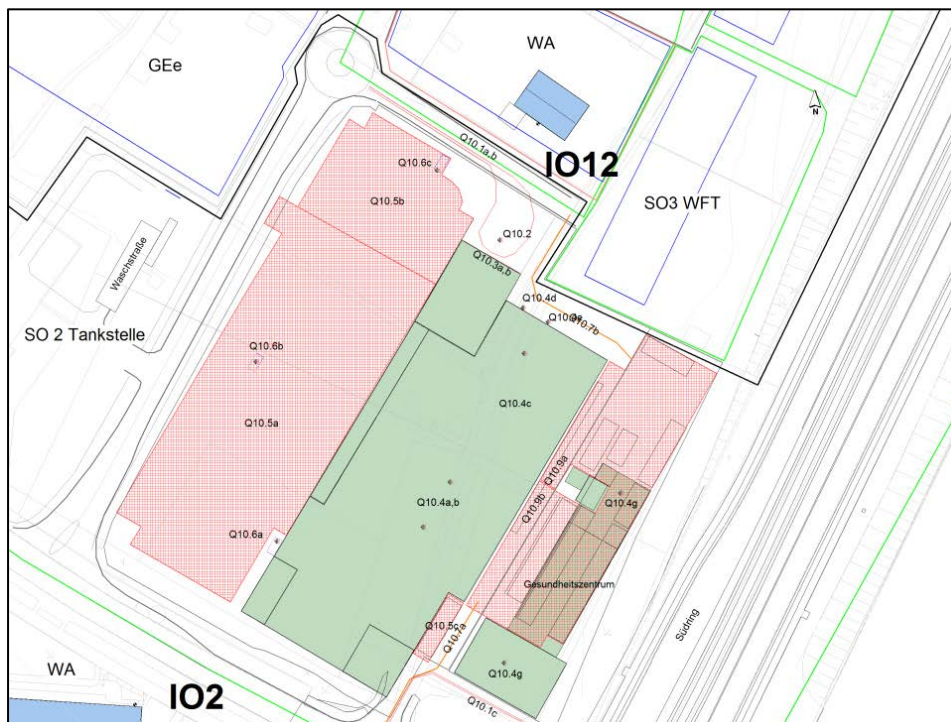 WA
GEe
N
Q10.1a,b
Q10.6c
IO12
Q10.5b
SO3 WFT
Q10.2
Waschstraße
Q10.3a,b
Q10.4d
Q10.7b
SO 2 Tankstelle
Q10.6b
Q10.4c
Q10.5a
Q10.9a
Q10.4g
Q10.4a,b
Q10.9b
Q10.6a
Gesundheitszentrum
Südring
Q10.5c
Q10.7a
WA
Q10.4g
IO2
Q10.1c